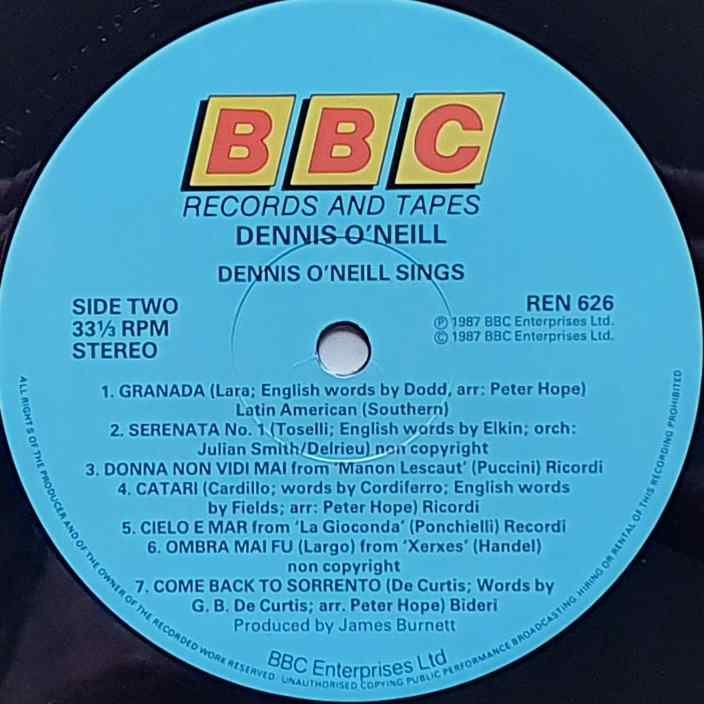 BBC
RECORDS AND TAPES
DENNIS O'NEILL
DENNIS O'NEILL SINGS
SIDE TWO
33⅓ RPM
STEREO
REN 626
Ⓟ 1987 BBC Enterprises Ltd.
© 1987 BBC Enterprises Ltd.
1. GRANADA (Lara; English words by Dodd, arr: Peter Hope)
Latin American (Southern)
2. SERENATA No. 1 (Toselli; English words by Elkin; orch:
Julian Smith/Delrieu) non copyright
3. DONNA NON VIDI MAI from 'Manon Lescaut' (Puccini) Ricordi
4. CATARI (Cardillo; words by Cordiferro; English words
by Fields; arr: Peter Hope) Ricordi
5. CIELO E MAR from 'La Gioconda' (Ponchielli) Recordi
6. OMBRA MAI FU (Largo) from 'Xerxes' (Handel)
non copyright
7. COME BACK TO SORRENTO (De Curtis; Words by
G. B. De Curtis; arr. Peter Hope) Bideri
Produced by James Burnett
BBC Enterprises Ltd
ALL RIGHTS OF THE PRODUCER AND OF THE OWNER OF THE RECORDED WORK RESERVED. UNAUTHORISED COPYING PUBLIC PERFORMANCE BROADCASTING, HIRING OR RENTAL OF THIS RECORDING PROHIBITED